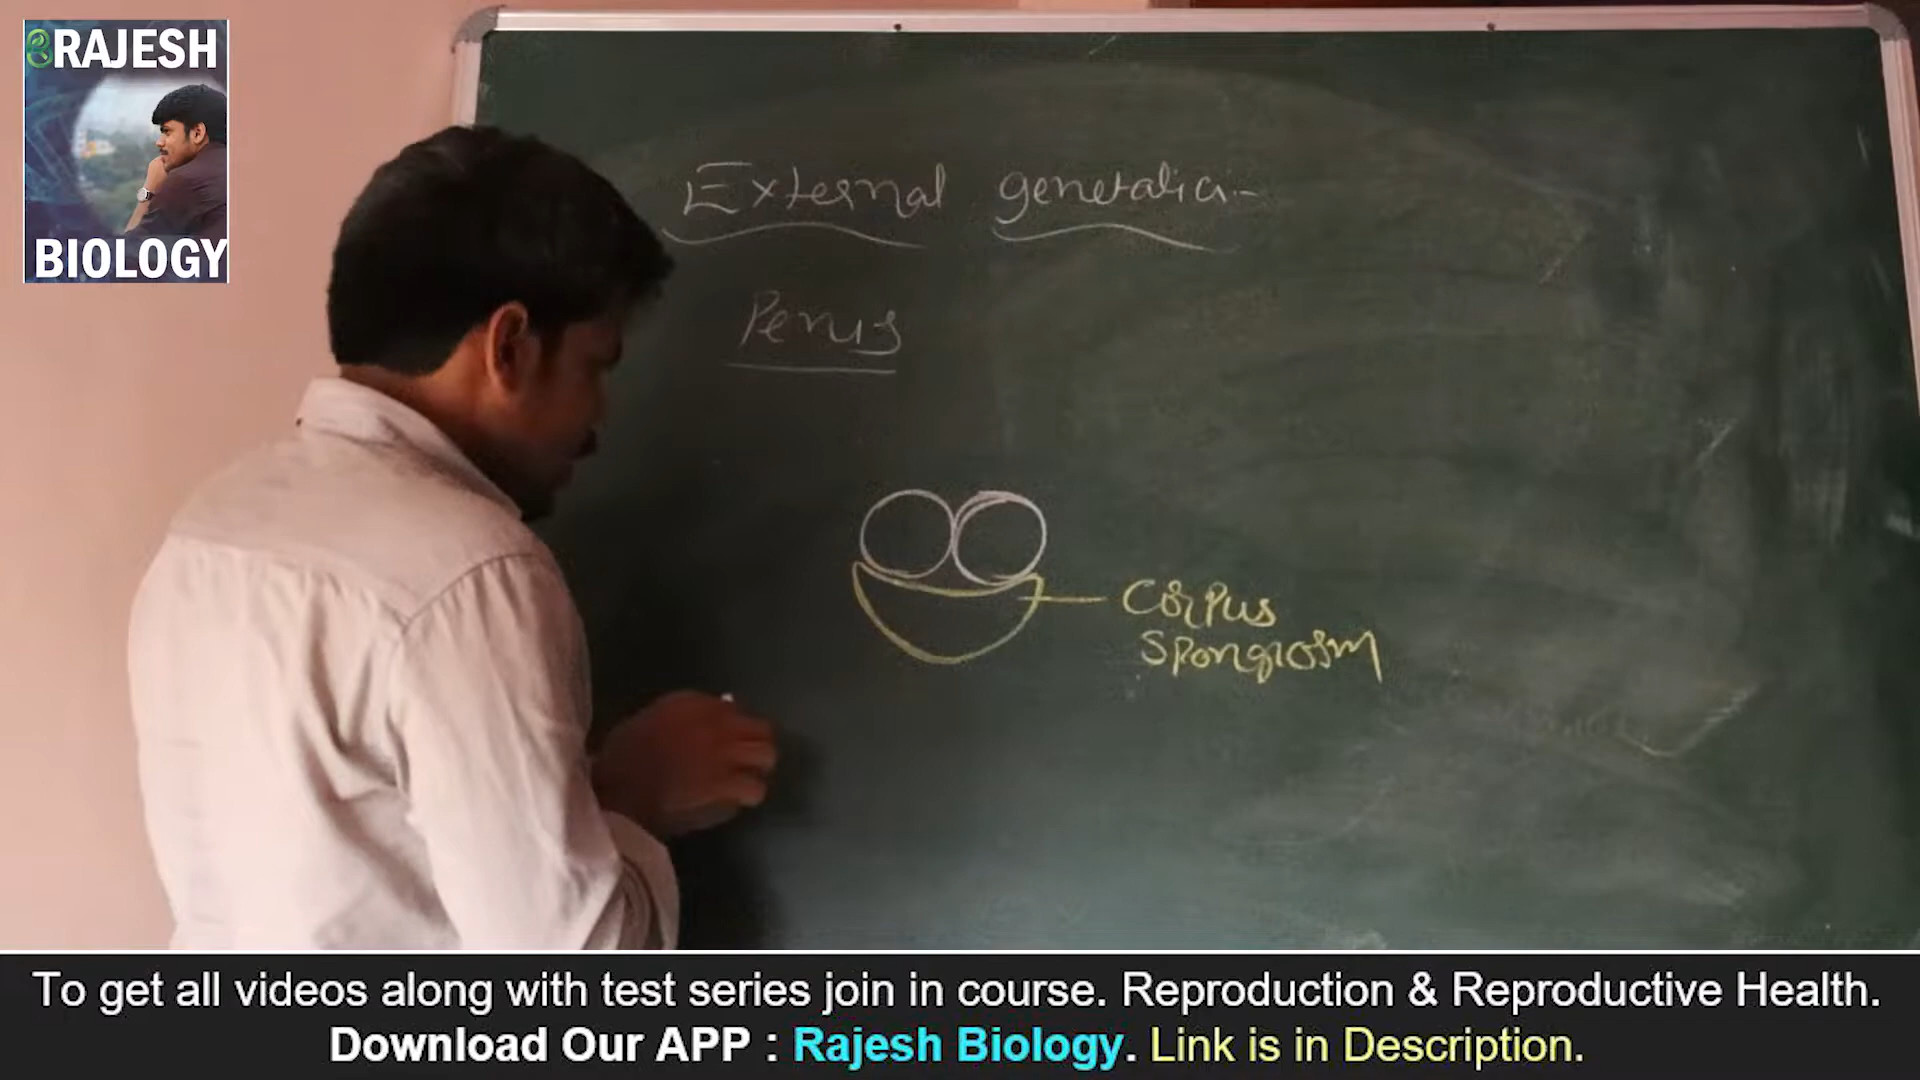 RAJESH
BIOLOGY
External genetalia:-
Penis
Corpus
Spongiosm
To get all videos along with test series join in course. Reproduction & Reproductive Health.
Download Our APP : Rajesh Biology. Link is in Description.